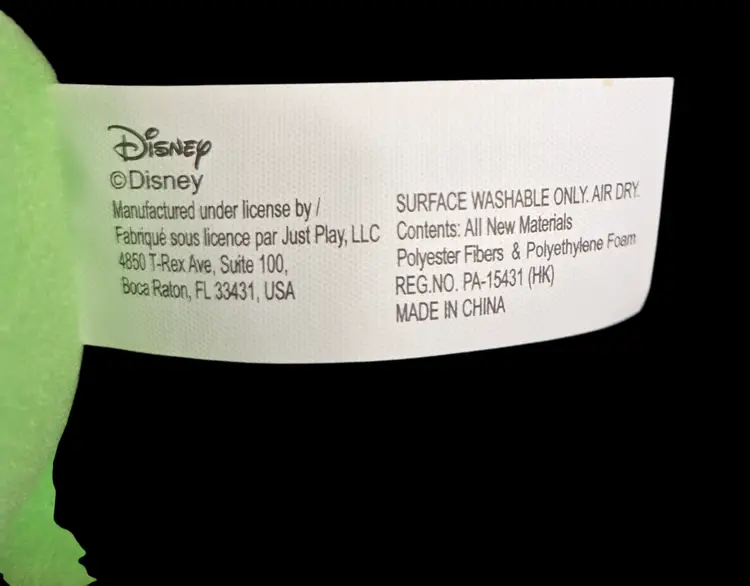 Disney
©Disney
Manufactured under license by /
Fabriqué sous licence par Just Play, LLC
4850 T-Rex Ave, Suite 100,
Boca Raton, FL 33431, USA
SURFACE WASHABLE ONLY. AIR DRY.
Contents: All New Materials
Polyester Fibers & Polyethylene Foam
REG.NO. PA-15431 (HK)
MADE IN CHINA